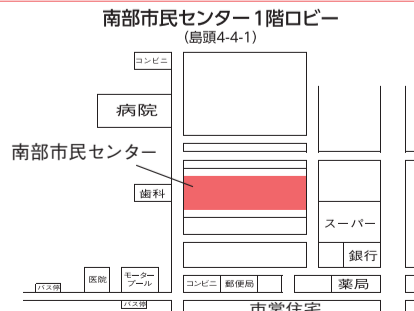 南部市民センター1階ロビー
（島頭4-4-1）
コンビニ
病院
南部市民センター
歯科
スーパー
銀行
医院
モーター
プール
コンビニ
郵便局
薬局
バス停
バス停
市営住宅